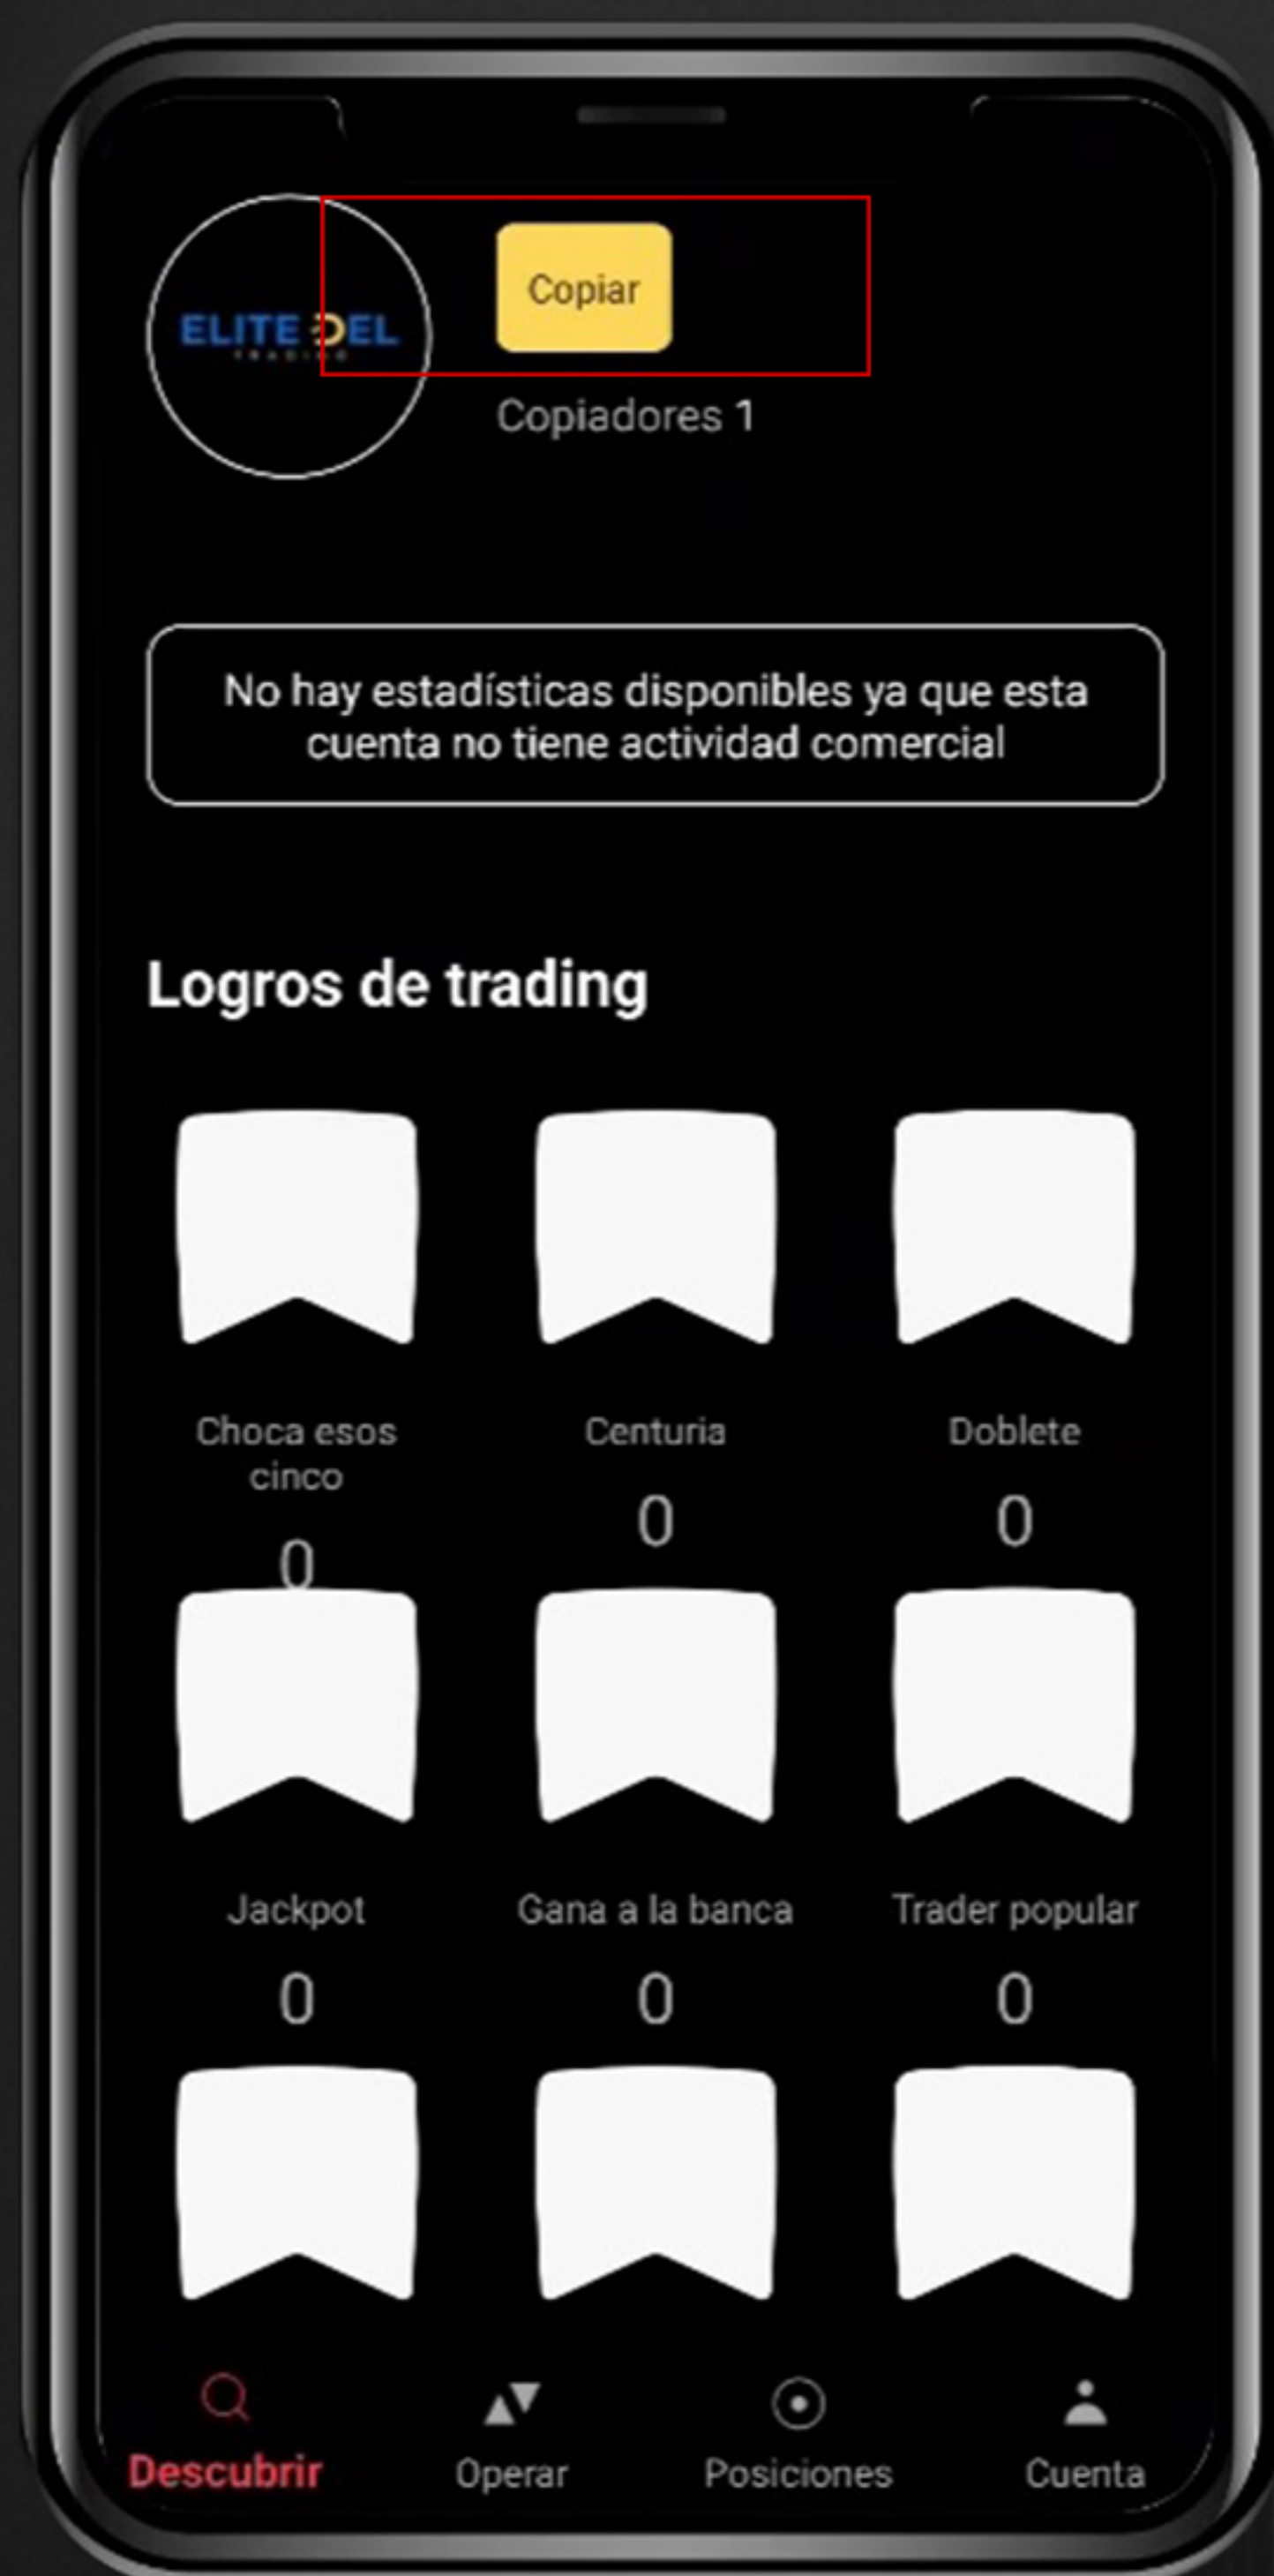 Copiar
ELITE DEL
TRADING
Copiadores 1
No hay estadísticas disponibles ya que esta
cuenta no tiene actividad comercial
Logros de trading
Choca esos
cinco
0
Centuria
0
Doblete
0
Jackpot
0
Gana a la banca
0
Trader popular
0
Descubrir
Operar
Posiciones
Cuenta